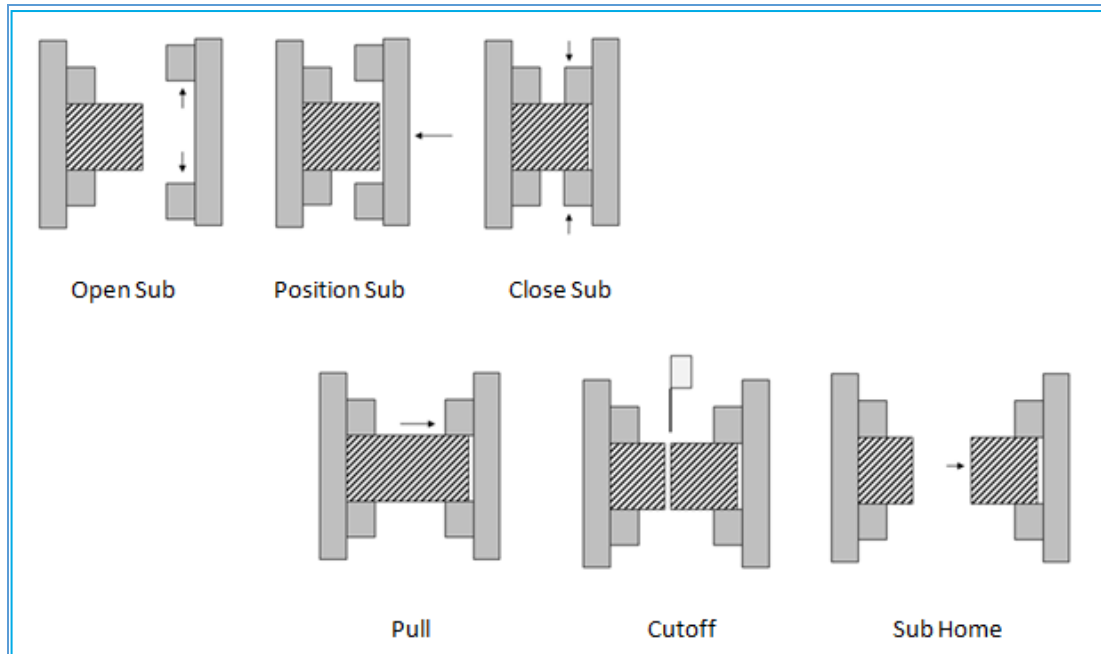 Open Sub
Position Sub
Close Sub
Pull
Cutoff
Sub Home